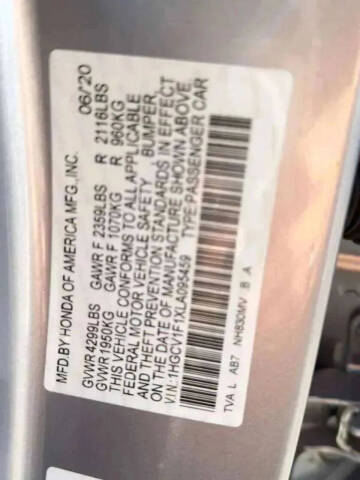 MFD.BY HONDA OF AMERICA MFG.,INC. 06/20
GVWR 4299LBS GAWR F 2359LBS R 2116LBS
GVWR 1950KG GAWR F 1070KG R 960KG
THIS VEHICLE CONFORMS TO ALL APPLICABLE
FEDERAL MOTOR VEHICLE SAFETY BUMPER,
AND THEFT PREVENTION STANDARDS IN EFFECT
ON THE DATE OF MANUFACTURE SHOWN ABOVE.
V.I.N:1HGCV1F1XLA095459 TYPE:PASSENGER CAR
TVA L AB7 NH830MV B A